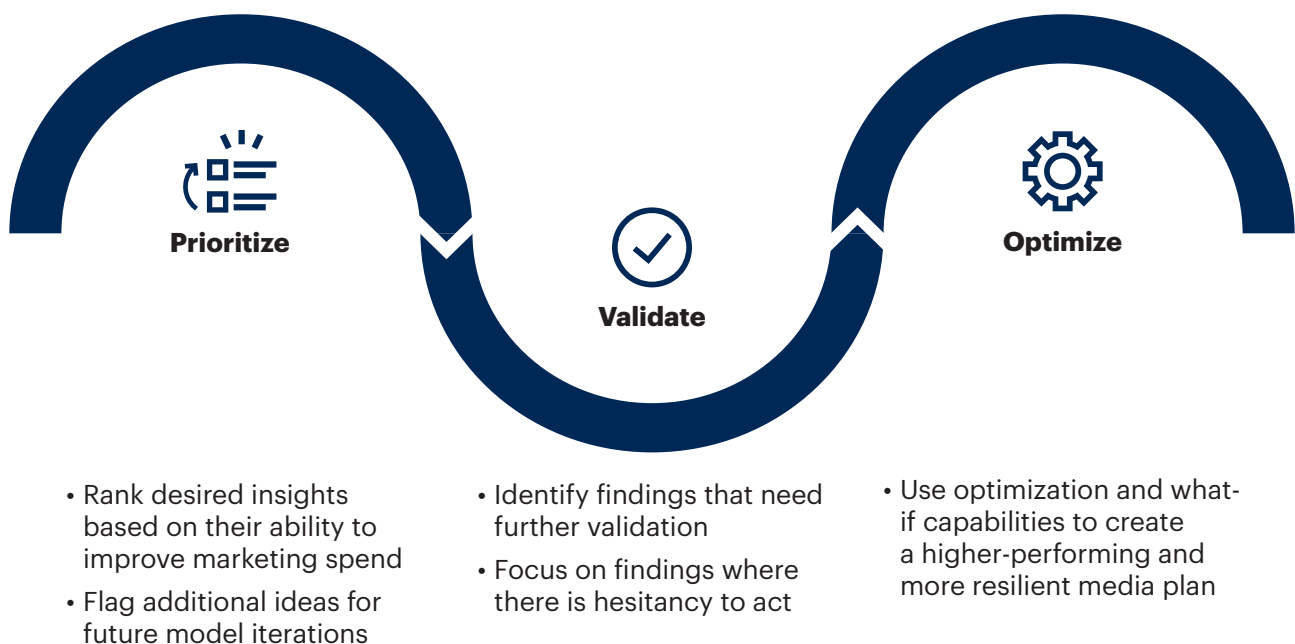 Prioritize
Validate
Optimize
• Rank desired insights
based on their ability to
improve marketing spend
• Flag additional ideas for
future model iterations
• Identify findings that need
further validation
• Focus on findings where
there is hesitancy to act
• Use optimization and what-
if capabilities to create
a higher-performing and
more resilient media plan